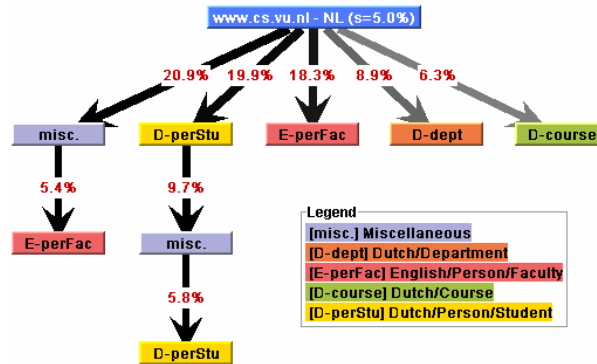 www.cs.vu.nl - NL (s=5.0%)
20.9% 19.9% 18.3% 8.9% 6.3%
misc. D-perStu E-perFac D-dept D-course
5.4% 9.7%
E-perFac misc.
5.8%
D-perStu
Legend
[misc.] Miscellaneous
[D-dept] Dutch/Department
[E-perFac] English/Person/Faculty
[D-course] Dutch/Course
[D-perStu] Dutch/Person/Student